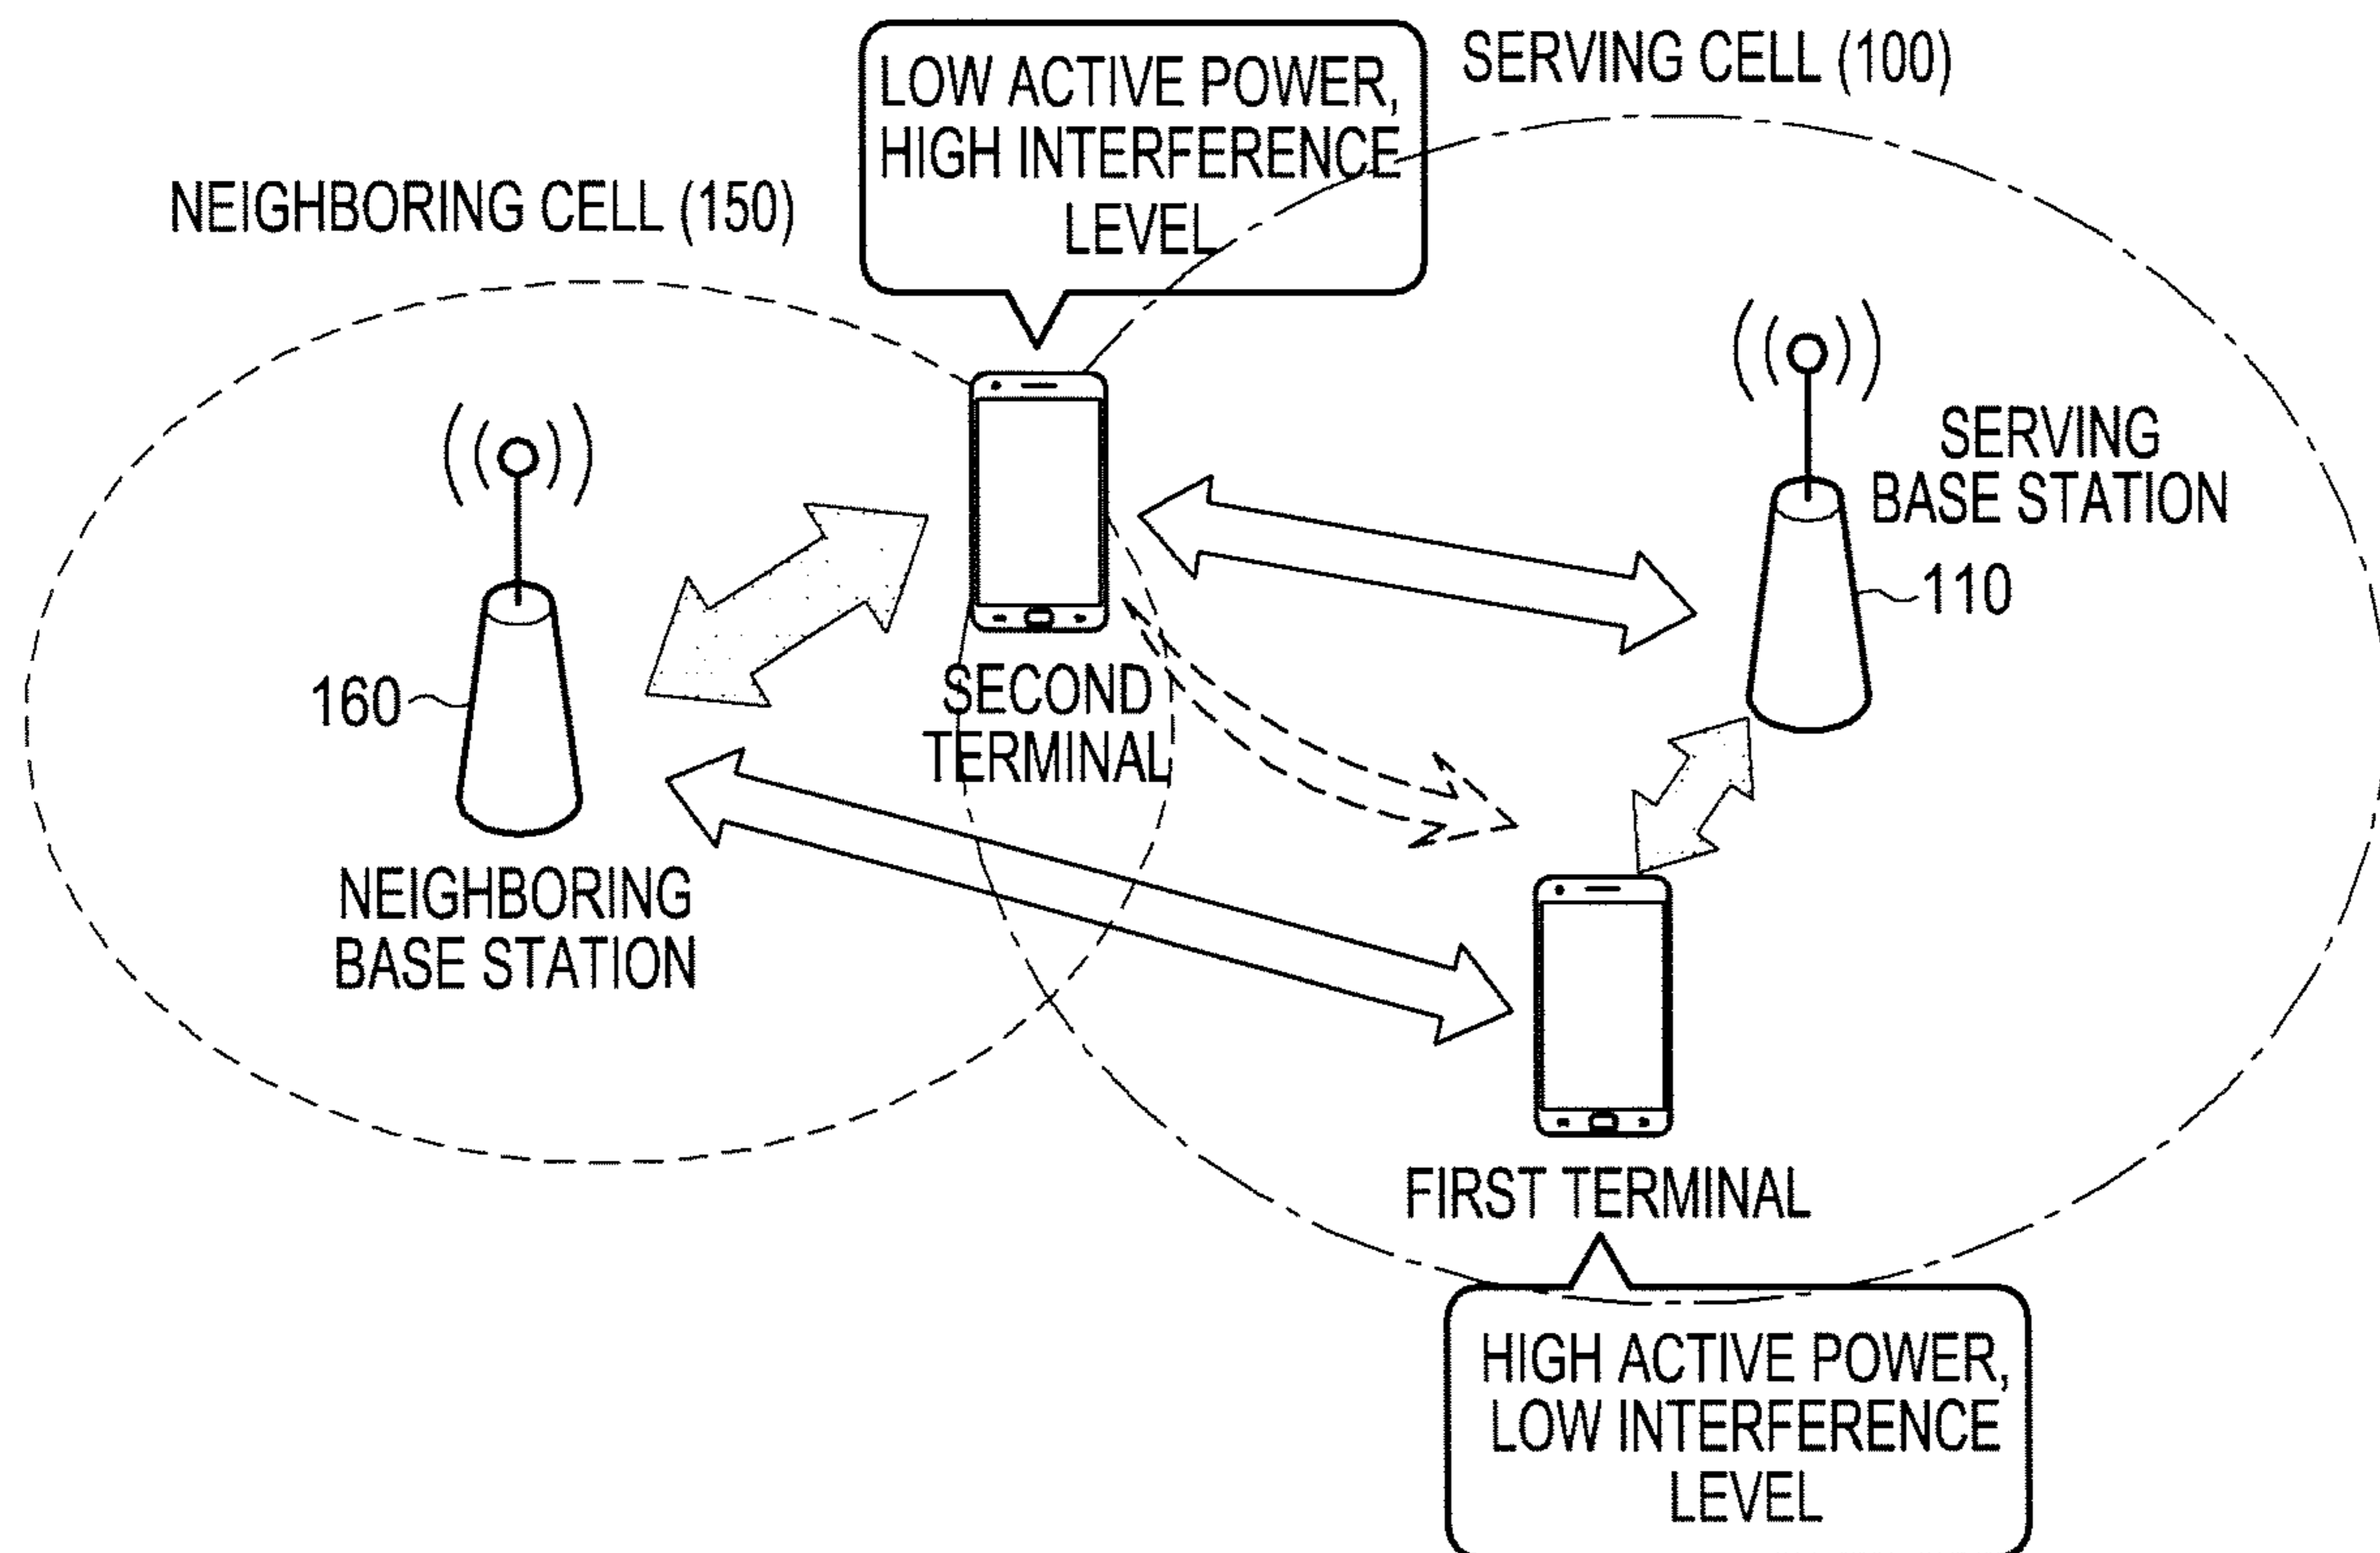 LOW ACTIVE POWER,
HIGH INTERFERENCE
LEVEL
SERVING CELL (100)
NEIGHBORING CELL (150)
SERVING
BASE STATION
110
160
SECOND
TERMINAL
NEIGHBORING
BASE STATION
FIRST TERMINAL
HIGH ACTIVE POWER,
LOW INTERFERENCE
LEVEL